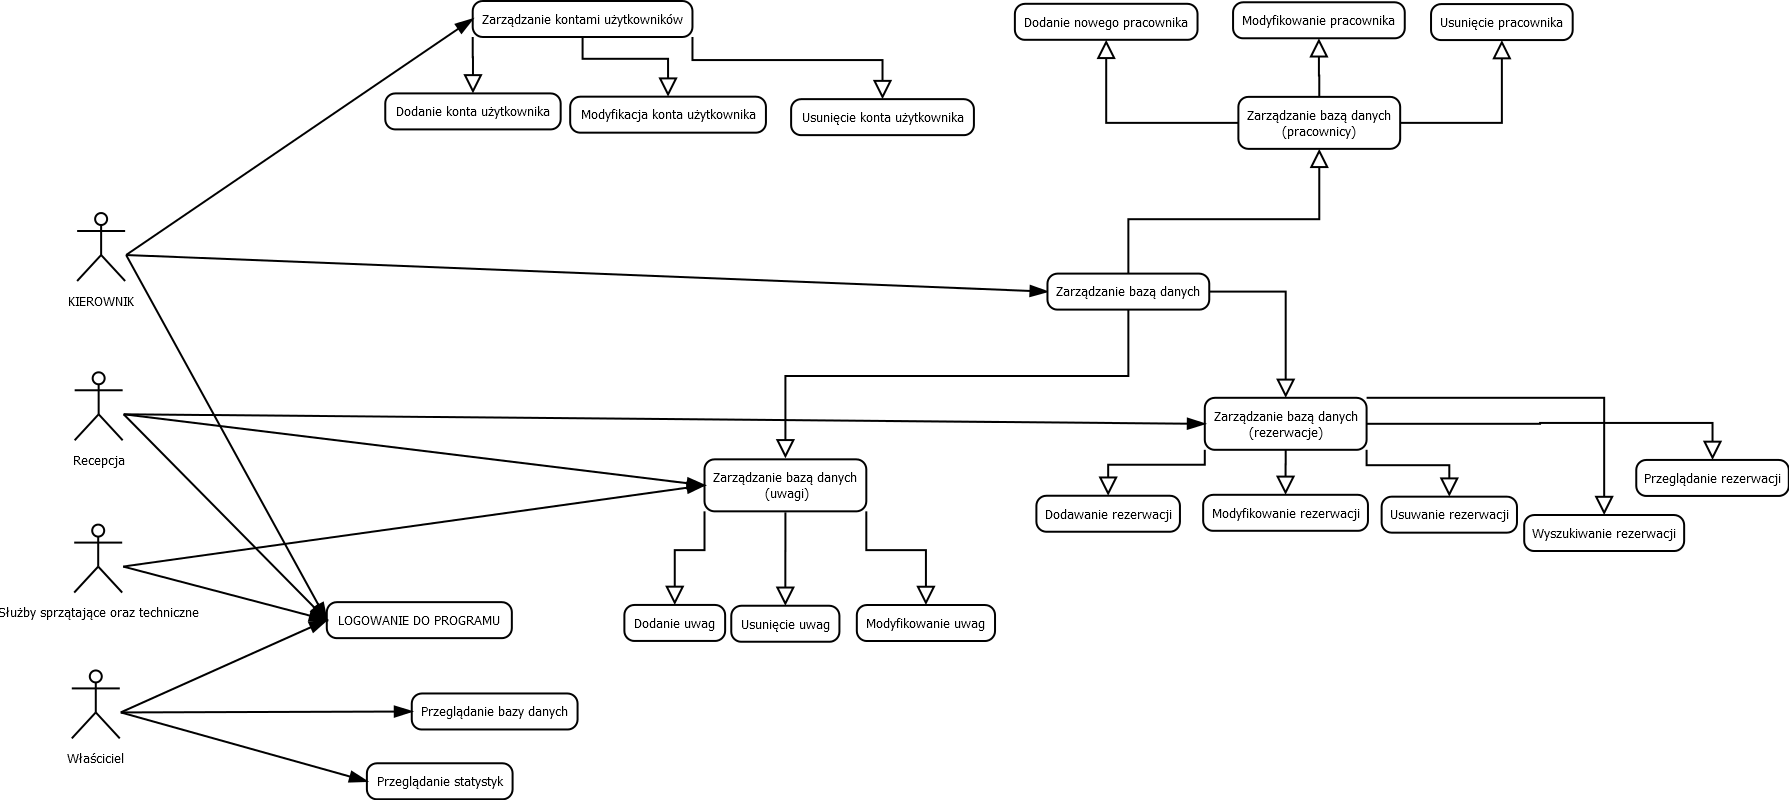 Zarządzanie kontami użytkowników
Dodanie nowego pracownika
Modyfikowanie pracownika
Usunięcie pracownika
Dodanie konta użytkownika
Modyfikacja konta użytkownika
Usunięcie konta użytkownika
Zarządzanie bazą danych
(pracownicy)
KIEROWNIK
Zarządzanie bazą danych
Recepcja
Zarządzanie bazą danych
(rezerwacje)
Zarządzanie bazą danych
(uwagi)
Przeglądanie rezerwacji
Dodawanie rezerwacji
Modyfikowanie rezerwacji
Usuwanie rezerwacji
Wyszukiwanie rezerwacji
Służby sprzątające oraz techniczne
LOGOWANIE DO PROGRAMU
Dodanie uwag
Usunięcie uwag
Modyfikowanie uwag
Właściciel
Przeglądanie bazy danych
Przeglądanie statystyk